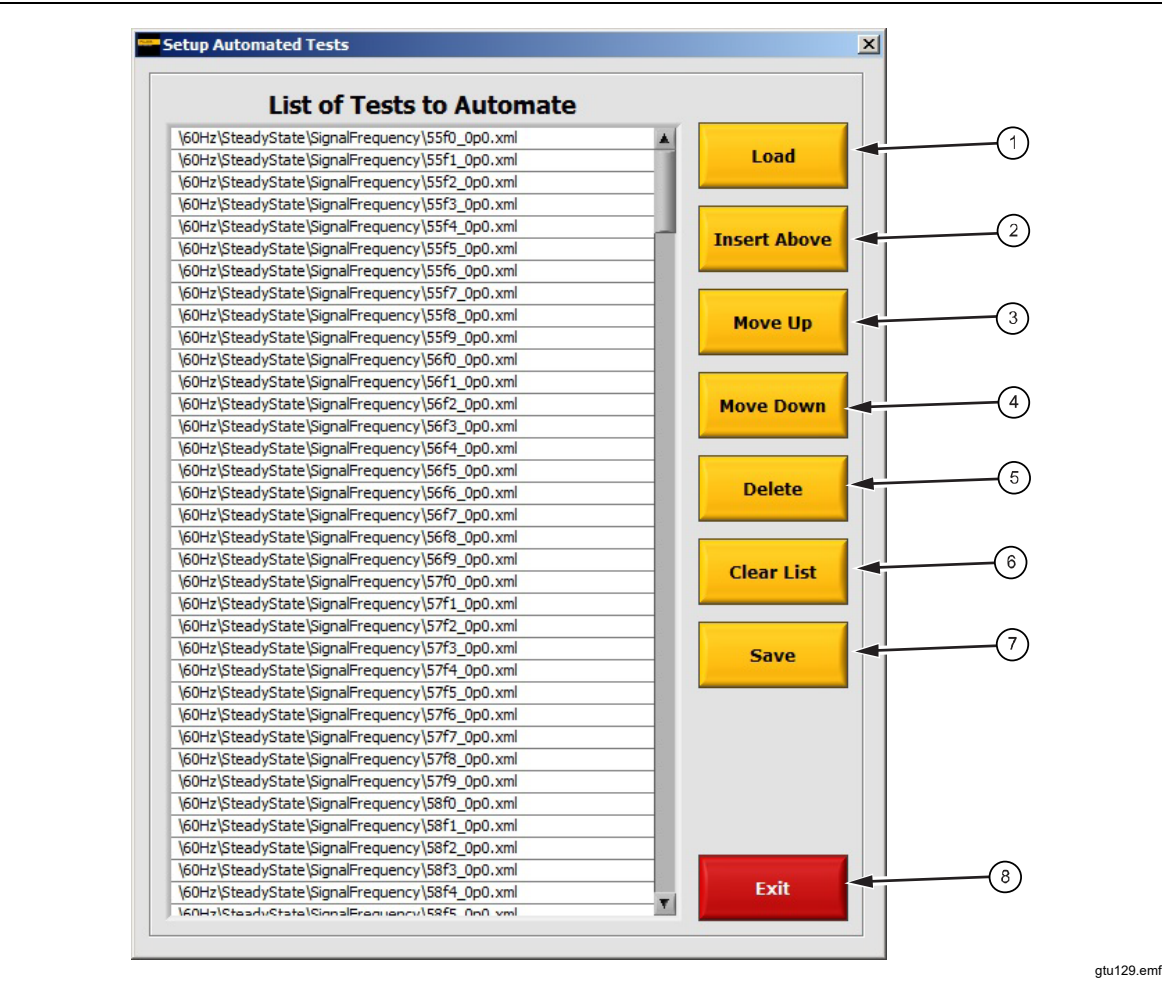 Setup Automated Tests
List of Tests to Automate
\60Hz\SteadyState\SignalFrequency\55f0_0p0.xml
\60Hz\SteadyState\SignalFrequency\55f1_0p0.xml
\60Hz\SteadyState\SignalFrequency\55f2_0p0.xml
\60Hz\SteadyState\SignalFrequency\55f3_0p0.xml
\60Hz\SteadyState\SignalFrequency\55f4_0p0.xml
\60Hz\SteadyState\SignalFrequency\55f5_0p0.xml
\60Hz\SteadyState\SignalFrequency\55f6_0p0.xml
\60Hz\SteadyState\SignalFrequency\55f7_0p0.xml
\60Hz\SteadyState\SignalFrequency\55f8_0p0.xml
\60Hz\SteadyState\SignalFrequency\55f9_0p0.xml
\60Hz\SteadyState\SignalFrequency\56f0_0p0.xml
\60Hz\SteadyState\SignalFrequency\56f1_0p0.xml
\60Hz\SteadyState\SignalFrequency\56f2_0p0.xml
\60Hz\SteadyState\SignalFrequency\56f3_0p0.xml
\60Hz\SteadyState\SignalFrequency\56f4_0p0.xml
\60Hz\SteadyState\SignalFrequency\56f5_0p0.xml
\60Hz\SteadyState\SignalFrequency\56f6_0p0.xml
\60Hz\SteadyState\SignalFrequency\56f7_0p0.xml
\60Hz\SteadyState\SignalFrequency\56f8_0p0.xml
\60Hz\SteadyState\SignalFrequency\56f9_0p0.xml
\60Hz\SteadyState\SignalFrequency\57f0_0p0.xml
\60Hz\SteadyState\SignalFrequency\57f1_0p0.xml
\60Hz\SteadyState\SignalFrequency\57f2_0p0.xml
\60Hz\SteadyState\SignalFrequency\57f3_0p0.xml
\60Hz\SteadyState\SignalFrequency\57f4_0p0.xml
\60Hz\SteadyState\SignalFrequency\57f5_0p0.xml
\60Hz\SteadyState\SignalFrequency\57f6_0p0.xml
\60Hz\SteadyState\SignalFrequency\57f7_0p0.xml
\60Hz\SteadyState\SignalFrequency\57f8_0p0.xml
\60Hz\SteadyState\SignalFrequency\57f9_0p0.xml
\60Hz\SteadyState\SignalFrequency\58f0_0p0.xml
\60Hz\SteadyState\SignalFrequency\58f1_0p0.xml
\60Hz\SteadyState\SignalFrequency\58f2_0p0.xml
\60Hz\SteadyState\SignalFrequency\58f3_0p0.xml
\60Hz\SteadyState\SignalFrequency\58f4_0p0.xml
\60Hz\SteadyState\SignalFrequency\58f5_0p0.xml
Load
1
Insert Above
2
Move Up
3
Move Down
4
Delete
5
Clear List
6
Save
7
Exit
8
gtu129.emf